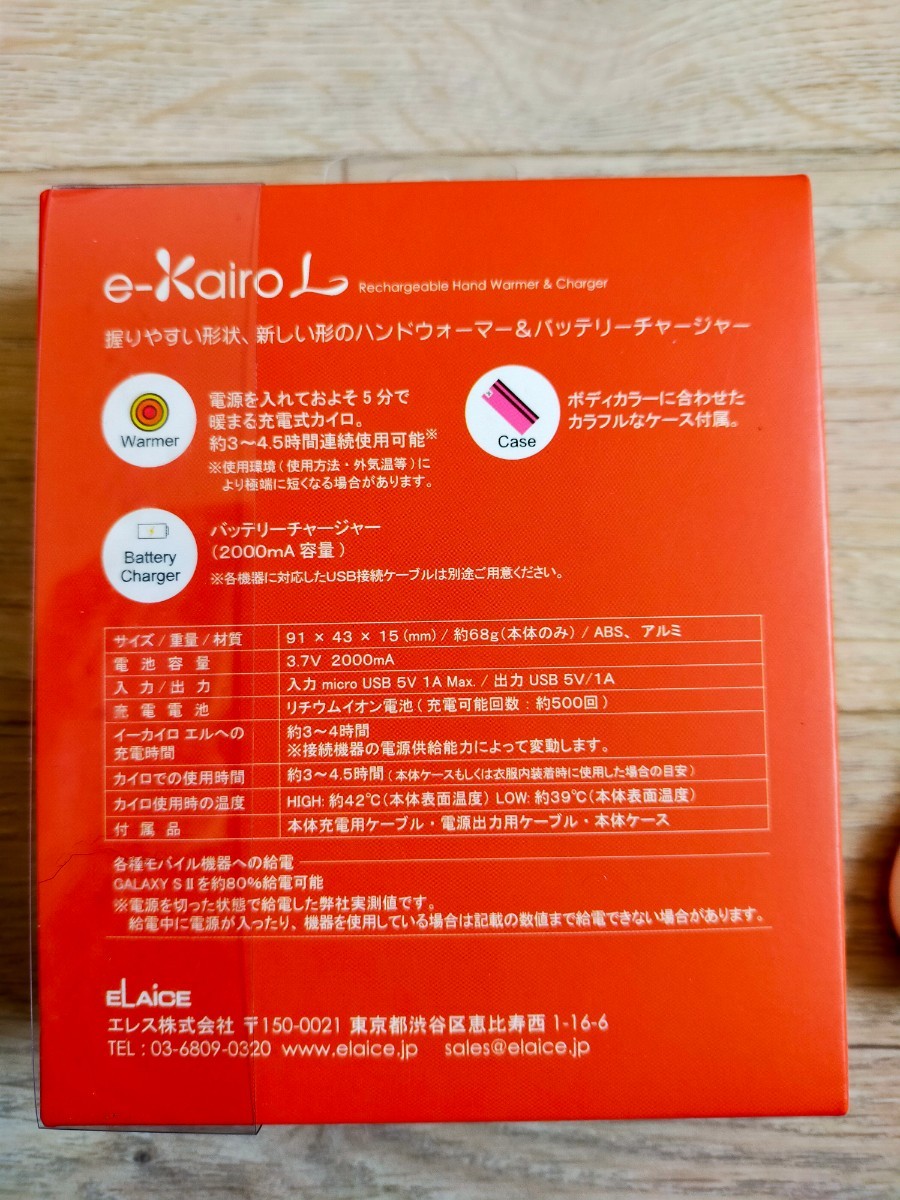 e-Kairo L Rechargeable Hand Warmer & Charger
握りやすい形状、新しい形のハンドウォーマー&バッテリーチャージャー
Warmer
電源を入れておよそ5分で
暖まる充電式カイロ。
約3〜4.5時間連続使用可能※
※使用環境(使用方法・外気温等)に
より極端に短くなる場合があります。
Case
ボディカラーに合わせた
カラフルなケース付属。
Battery
Charger
バッテリーチャージャー
(2000mA 容量)
※各機器に対応したUSB接続ケーブルは別途ご用意ください。
サイズ/重量/材質 91 × 43 × 15 (mm) / 約68g(本体のみ) / ABS、アルミ
電池容量 3.7V 2000mA
入力/出力 入力 micro USB 5V 1A Max. / 出力 USB 5V/1A
充電電池 リチウムイオン電池(充電可能回数:約500回)
イーカイロ エルへの
充電時間
約3〜4時間
※接続機器の電源供給能力によって変動します。
カイロでの使用時間 約3〜4.5時間(本体ケースもしくは衣服内装着時に使用した場合の目安)
カイロ使用時の温度 HIGH: 約42℃(本体表面温度) LOW: 約39℃(本体表面温度)
付属品 本体充電用ケーブル・電源出力用ケーブル・本体ケース
各種モバイル機器への給電
GALAXY S IIを約80%給電可能
※電源を切った状態で給電した弊社実測値です。
給電中に電源が入ったり、機器を使用している場合は記載の数値まで給電できない場合があります。
ELAiCE
エレス株式会社 〒150-0021 東京都渋谷区恵比寿西 1-16-6
TEL : 03-6809-0320 www.elaice.jp sales@elaice.jp